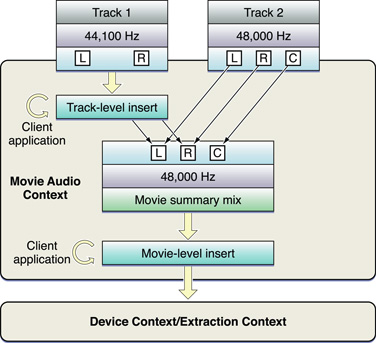 Track 1
Track 2
44,100 Hz
48,000 Hz
L R
L R C
Track-level insert
Client
application
L R C
Movie Audio
Context
48,000 Hz
Movie summary mix
Client
application
Movie-level insert
Device Context/Extraction Context